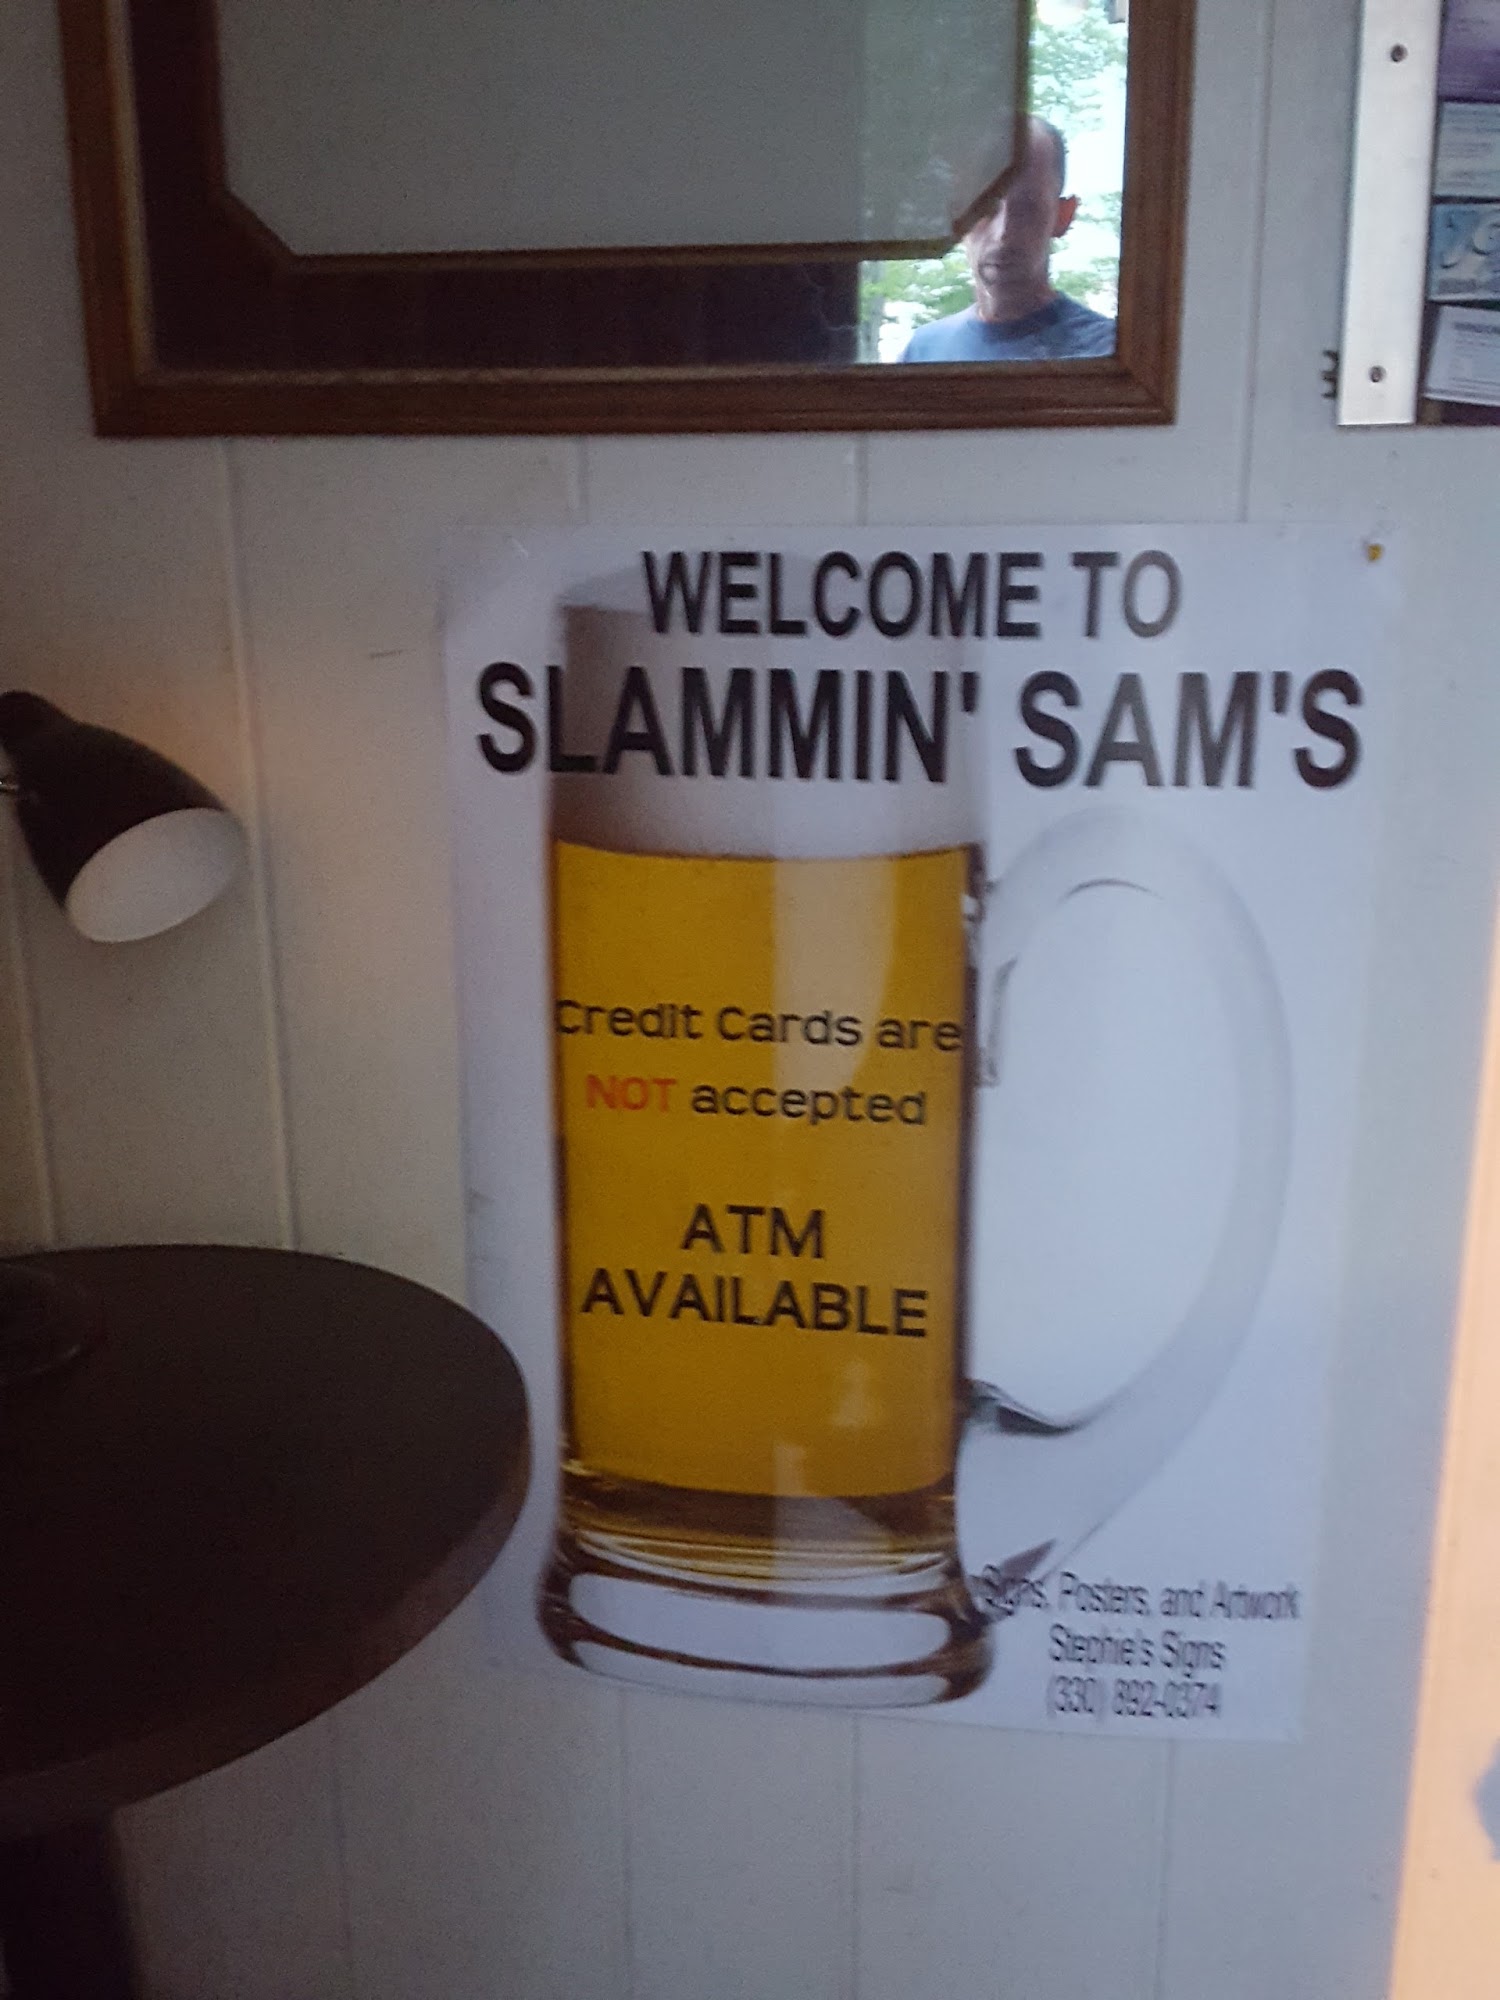 WELCOME TO
SLAMMIN' SAM'S
Credit Cards are
NOT accepted
ATM
AVAILABLE
Signs, Posters, and Artwork
Stephie's Signs
(330) 892-0374